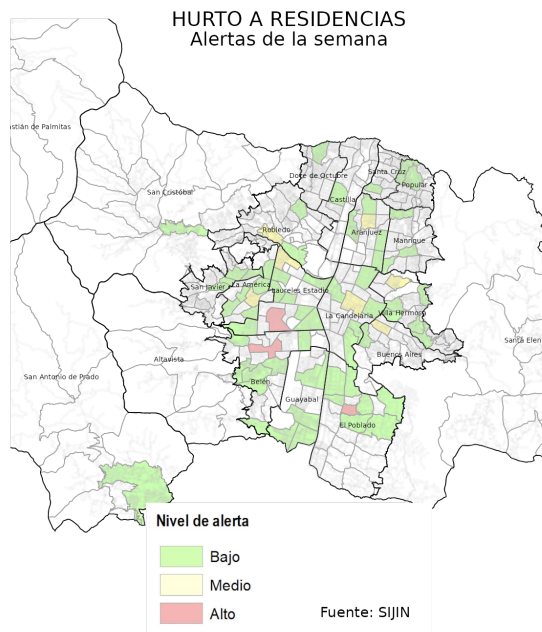 HURTO A RESIDENCIAS
Alertas de la semana
astián de Palmitas
Santa Cruz
Doce de Octubre
Popular
San Cristóbal
Castilla
Robledo
Aranjuez
Manrique
San Javier
La América
Laureles Estadio
La Candelaria
Villa Hermosa
Santa Elen
Buenos Aires
Altavista
San Antonio de Prado
Belén
Guayabal
El Poblado
Nivel de alerta
Bajo
Medio
Alto
Fuente: SIJIN